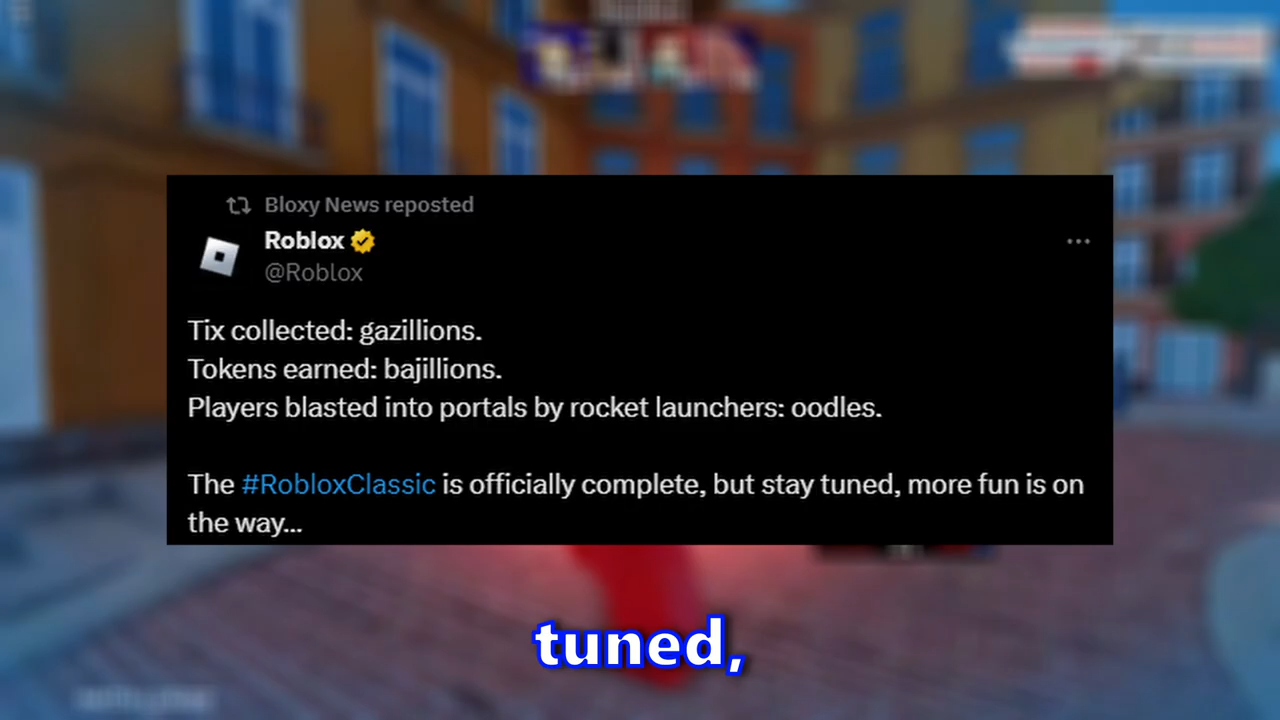 Bloxy News reposted
Roblox
@Roblox
Tix collected: gazillions.
Tokens earned: bajillions.
Players blasted into portals by rocket launchers: oodles.
The #RobloxClassic is officially complete, but stay tuned, more fun is on
the way...
tuned,